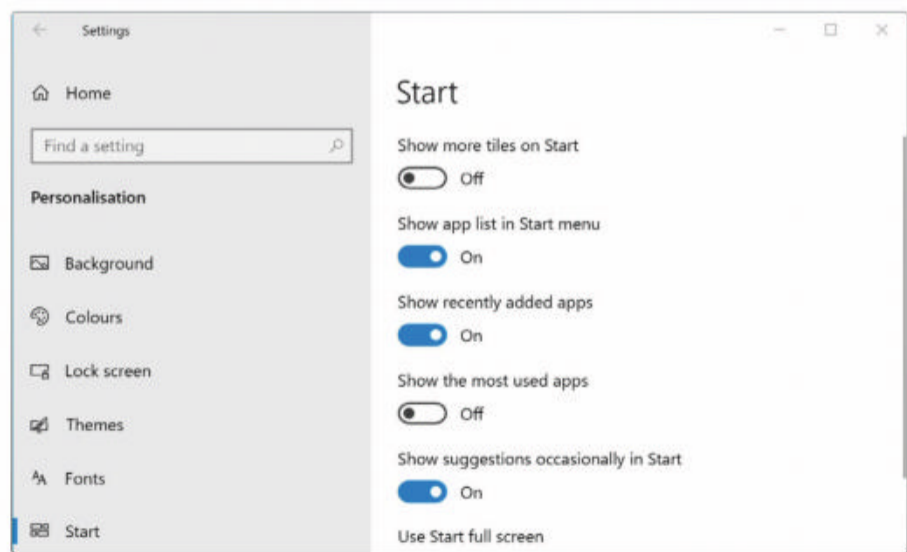 Settings
Home
Find a setting
Personalisation
Background
Colours
Lock screen
Themes
Fonts
Start
Start
Show more tiles on Start
Off
Show app list in Start menu
On
Show recently added apps
On
Show the most used apps
Off
Show suggestions occasionally in Start
On
Use Start full screen